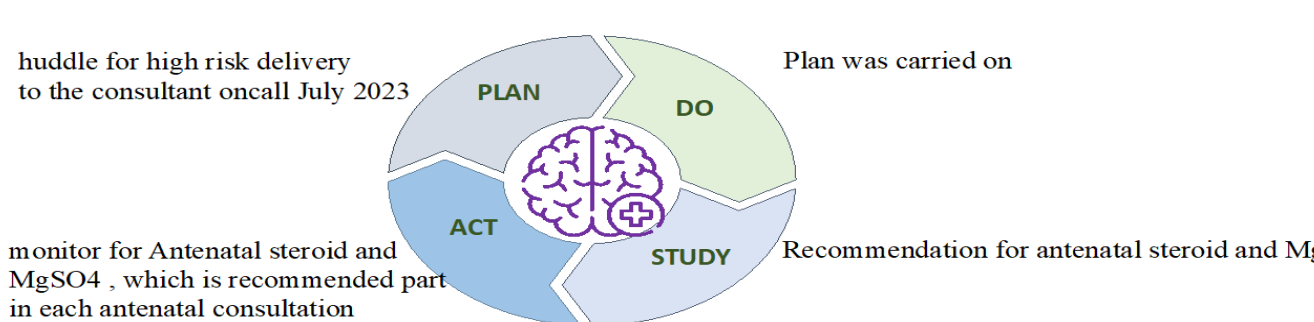 huddle for high risk delivery
to the consultant oncall July 2023
PLAN
DO
Plan was carried on
ACT
monitor for Antenatal steroid and
MgSO4 , which is recommended part
in each antenatal consultation
STUDY
Recommendation for antenatal steroid and